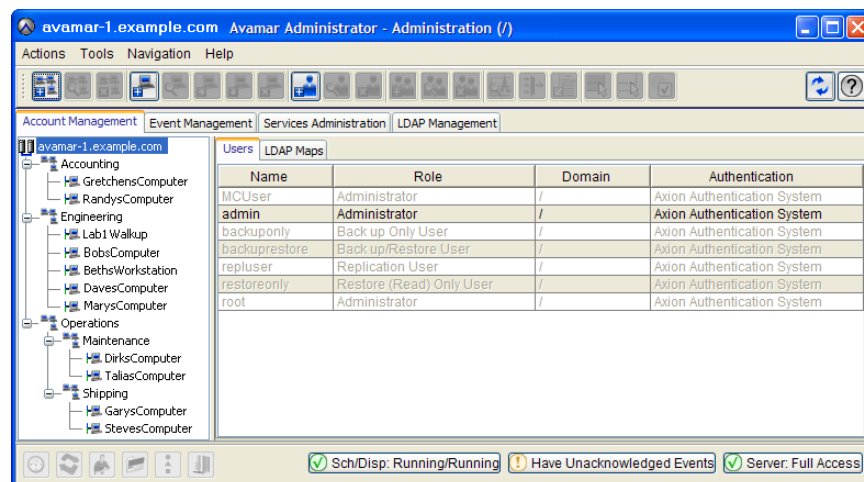 avamar-1.example.com Avamar Administrator - Administration (/)
Actions Tools Navigation Help
Account Management Event Management Services Administration LDAP Management
avamar-1.example.com
Accounting
GretchensComputer
RandysComputer
Engineering
Lab1 Walkup
BobsComputer
BethsWorkstation
DavesComputer
MarysComputer
Operations
Maintenance
DirksComputer
TaliasComputer
Shipping
GarysComputer
StevesComputer
Users LDAP Maps
Name Role Domain Authentication
MCUser Administrator / Axion Authentication System
admin Administrator / Axion Authentication System
backuponly Back up Only User / Axion Authentication System
backuprestore Back up/Restore User / Axion Authentication System
repluser Replication User / Axion Authentication System
restoreonly Restore (Read) Only User / Axion Authentication System
root Administrator / Axion Authentication System
Sch/Disp: Running/Running Have Unacknowledged Events Server: Full Access